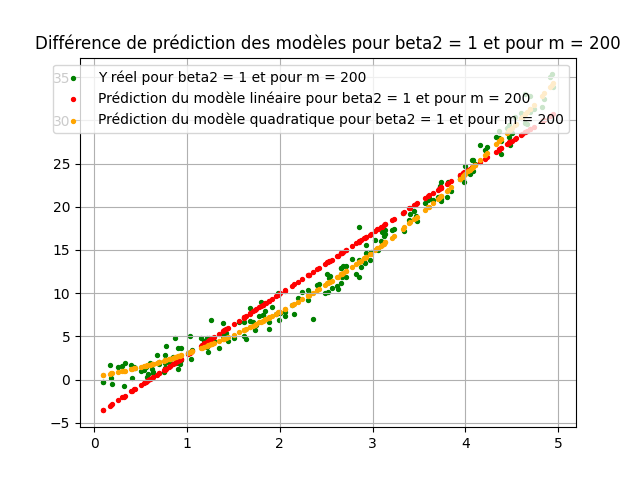 Différence de prédiction des modèles pour beta2 = 1 et pour m = 200
Y réel pour beta2 = 1 et pour m = 200
Prédiction du modèle linéaire pour beta2 = 1 et pour m = 200
Prédiction du modèle quadratique pour beta2 = 1 et pour m = 200
35
30
25
20
15
10
5
0
−5
0 1 2 3 4 5